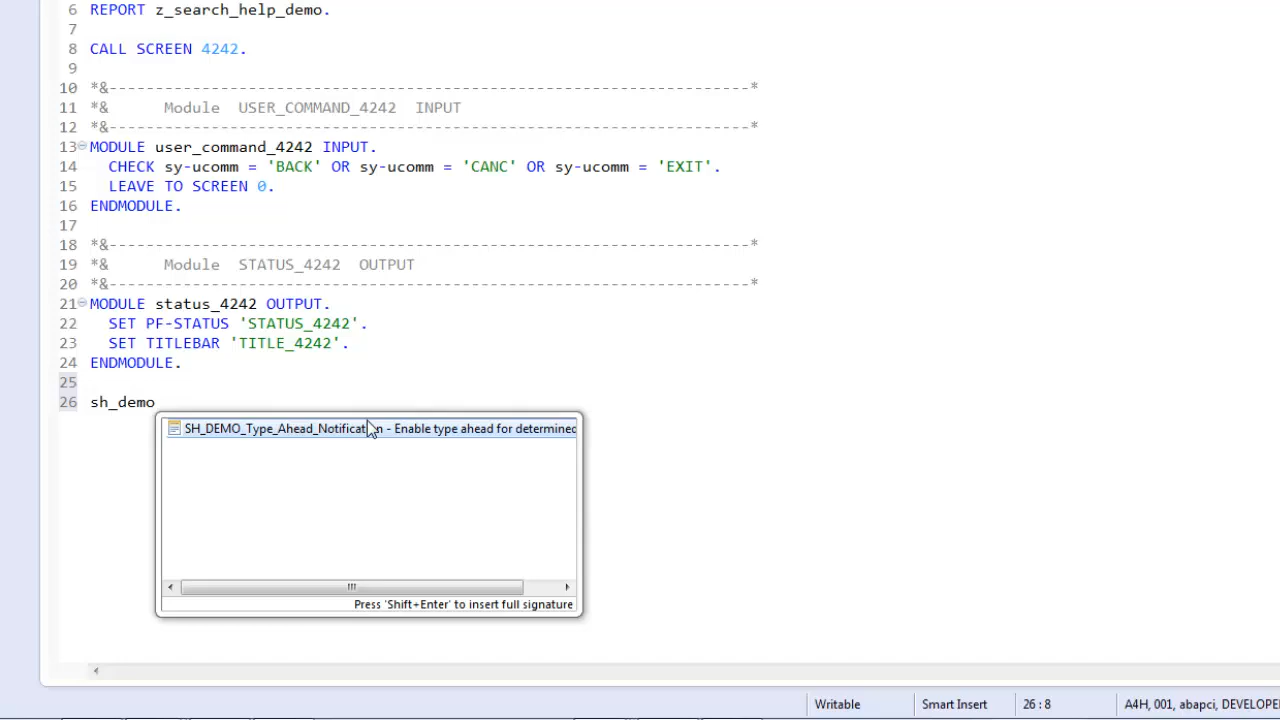 6 REPORT z_search_help_demo.
7
8 CALL SCREEN 4242.
9
10 *&---------------------------------------------------------------------*
11 *&      Module  USER_COMMAND_4242  INPUT
12 *&---------------------------------------------------------------------*
13 MODULE user_command_4242 INPUT.
14   CHECK sy-ucomm = 'BACK' OR sy-ucomm = 'CANC' OR sy-ucomm = 'EXIT'.
15   LEAVE TO SCREEN 0.
16 ENDMODULE.
17
18 *&---------------------------------------------------------------------*
19 *&      Module  STATUS_4242  OUTPUT
20 *&---------------------------------------------------------------------*
21 MODULE status_4242 OUTPUT.
22   SET PF-STATUS 'STATUS_4242'.
23   SET TITLEBAR 'TITLE_4242'.
24 ENDMODULE.
25
26 sh_demo
SH_DEMO_Type_Ahead_Notification - Enable type ahead for determined
Press 'Shift+Enter' to insert full signature
Writable Smart Insert 26 : 8 A4H, 001, abapci, DEVELOPE